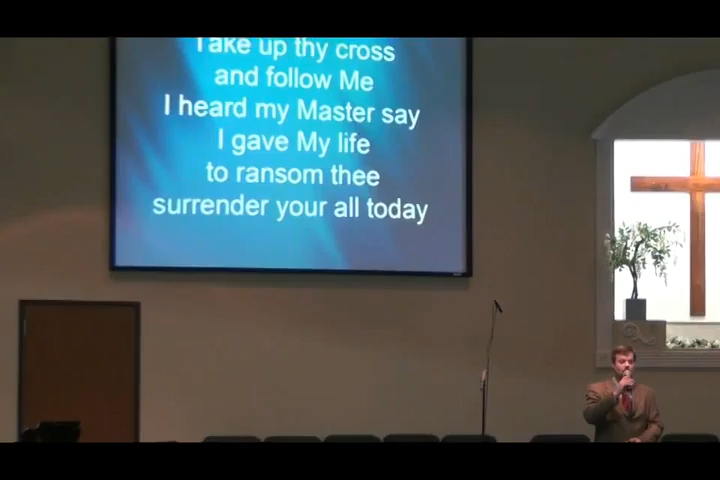 Take up thy cross
and follow Me
I heard my Master say
I gave My life
to ransom thee
surrender your all today